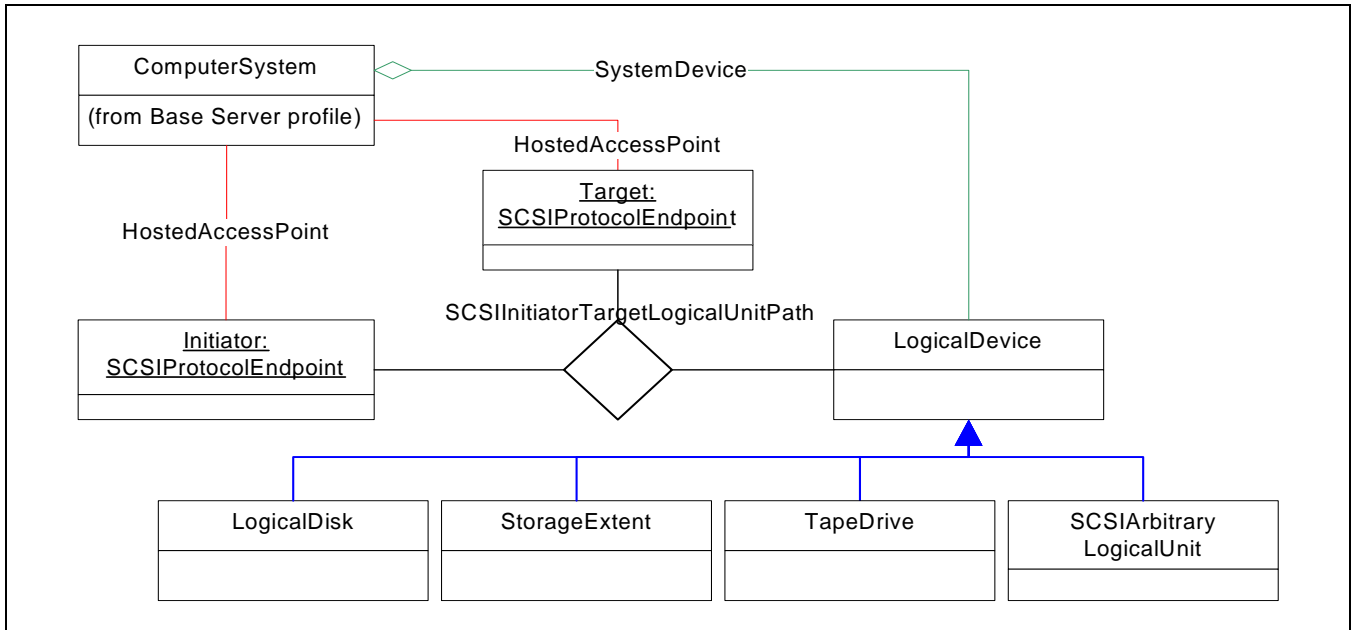 ComputerSystem
SystemDevice
(from Base Server profile)
HostedAccessPoint
Target:
SCSIProtocolEndpoint
HostedAccessPoint
SCSIInitiatorTargetLogicalUnitPath
Initiator:
SCSIProtocolEndpoint
LogicalDevice
LogicalDisk
StorageExtent
TapeDrive
SCSIArbitrary
LogicalUnit